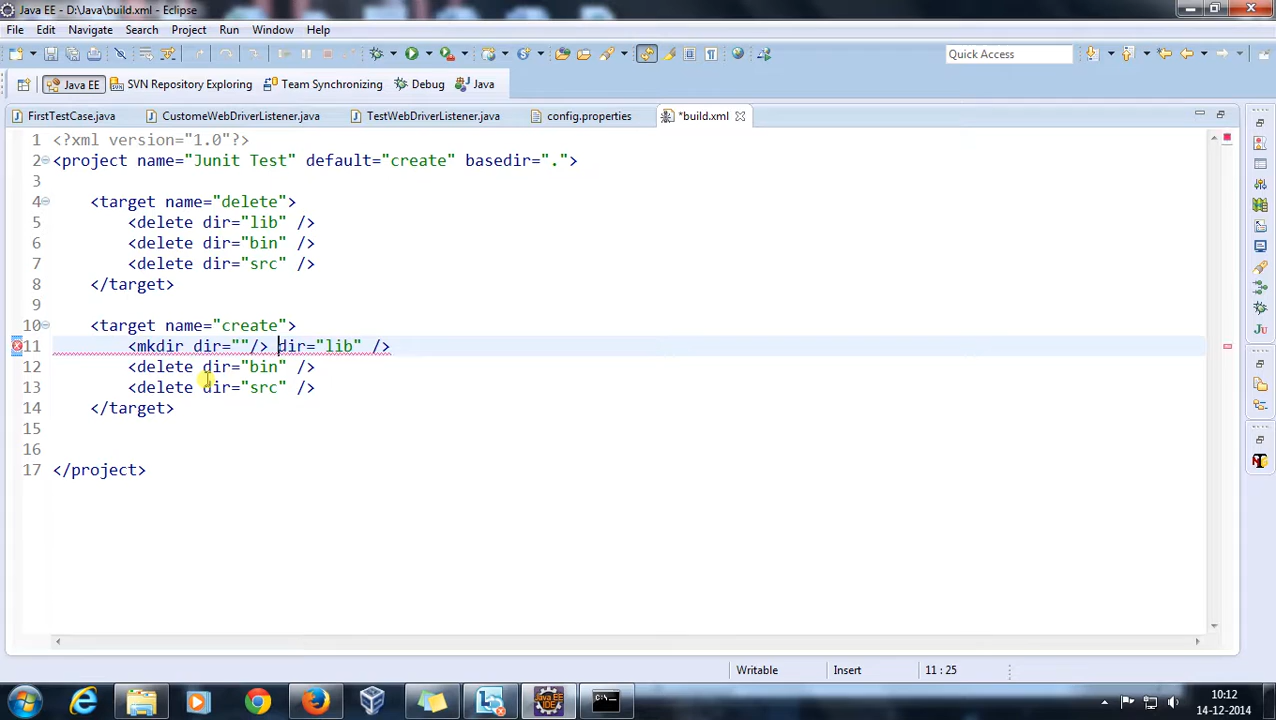 Java EE - D:\Java\build.xml - Eclipse
File Edit Navigate Search Project Run Window Help
Quick Access
Java EE SVN Repository Exploring Team Synchronizing Debug Java
FirstTestCase.java CustomeWebDriverListener.java TestWebDriverListener.java config.properties *build.xml
1 <?xml version="1.0"?>
2 <project name="Junit Test" default="create" basedir=".">
3
4 <target name="delete">
5 <delete dir="lib" />
6 <delete dir="bin" />
7 <delete dir="src" />
8 </target>
9
10 <target name="create">
11 <mkdir dir=""/> dir="lib" />
12 <delete dir="bin" />
13 <delete dir="src" />
14 </target>
15
16
17 </project>
Writable Insert 11 : 25
10:12
14-12-2014